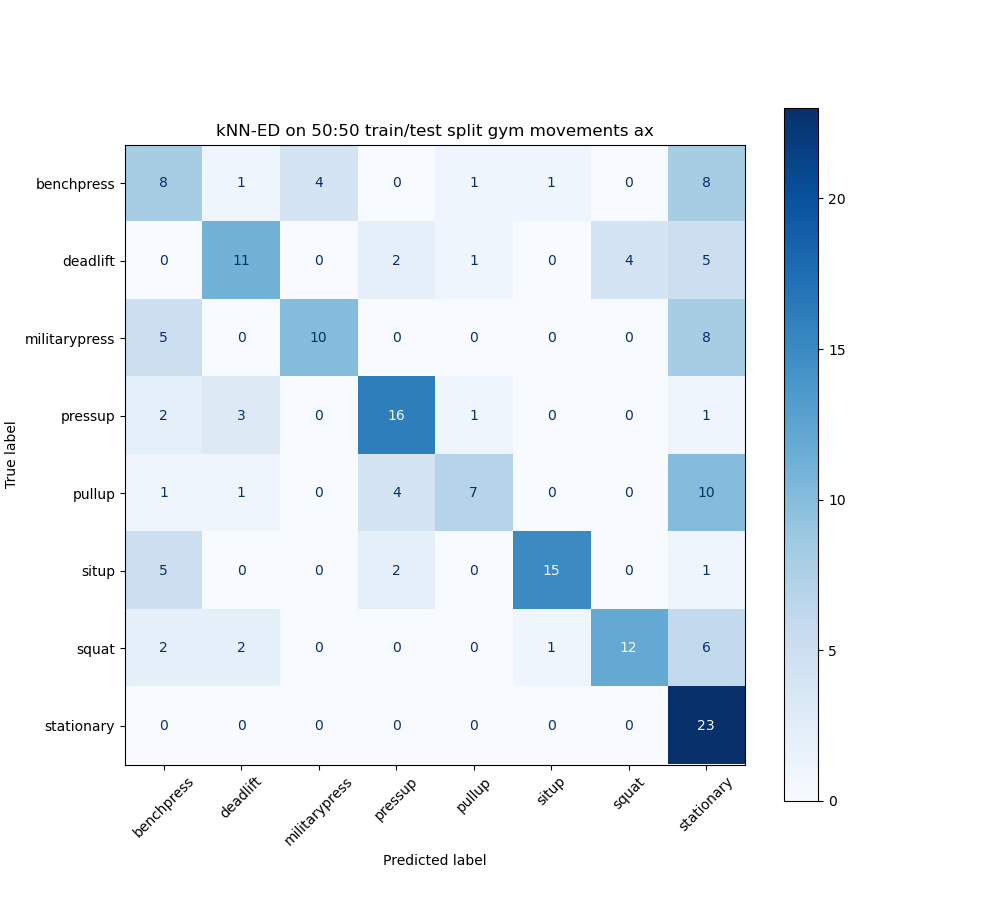 kNN-ED on 50:50 train/test split gym movements ax
benchpress 8 1 4 0 1 1 0 8
deadlift 0 11 0 2 1 0 4 5
militarypress 5 0 10 0 0 0 0 8
pressup 2 3 0 16 1 0 0 1
pullup 1 1 0 4 7 0 0 10
situp 5 0 0 2 0 15 0 1
squat 2 2 0 0 0 1 12 6
stationary 0 0 0 0 0 0 0 23
True label
benchpress deadlift militarypress pressup pullup situp squat stationary
Predicted label
20
15
10
5
0